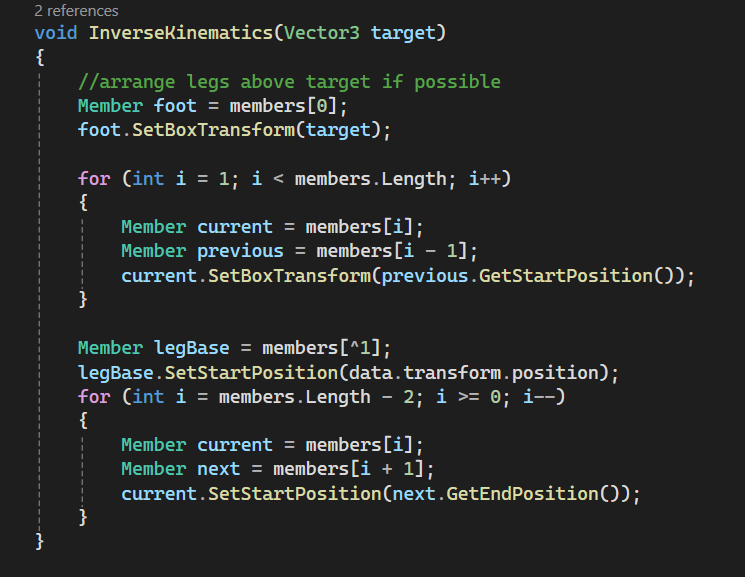 2 references
void InverseKinematics(Vector3 target)
{
    //arrange legs above target if possible
    Member foot = members[0];
    foot.SetBoxTransform(target);

    for (int i = 1; i < members.Length; i++)
    {
        Member current = members[i];
        Member previous = members[i - 1];
        current.SetBoxTransform(previous.GetStartPosition());
    }

    Member legBase = members[^1];
    legBase.SetStartPosition(data.transform.position);
    for (int i = members.Length - 2; i >= 0; i--)
    {
        Member current = members[i];
        Member next = members[i + 1];
        current.SetStartPosition(next.GetEndPosition());
    }
}